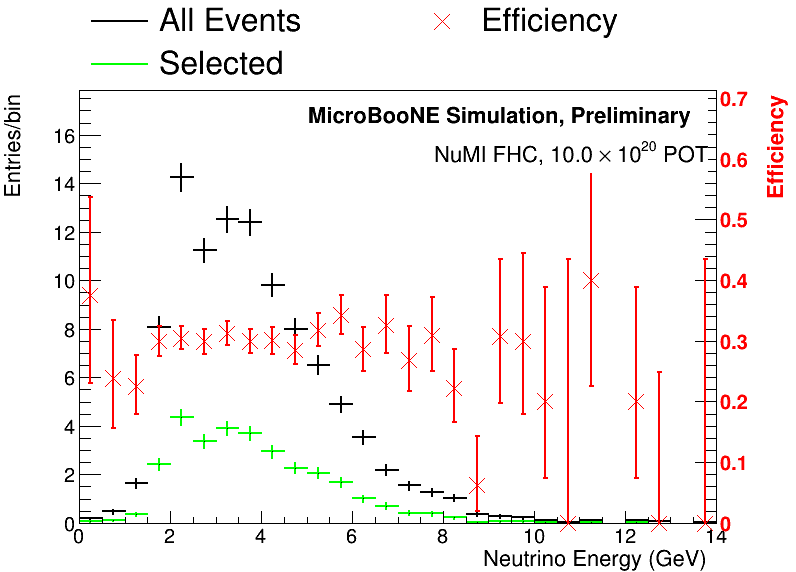 All Events
Efficiency
Selected
MicroBooNE Simulation, Preliminary
NuMI FHC, 10.0 × 10²⁰ POT
Entries/bin
16
14
12
10
8
6
4
2
0
Efficiency
0.7
0.6
0.5
0.4
0.3
0.2
0.1
0
0 2 4 6 8 10 12 14
Neutrino Energy (GeV)